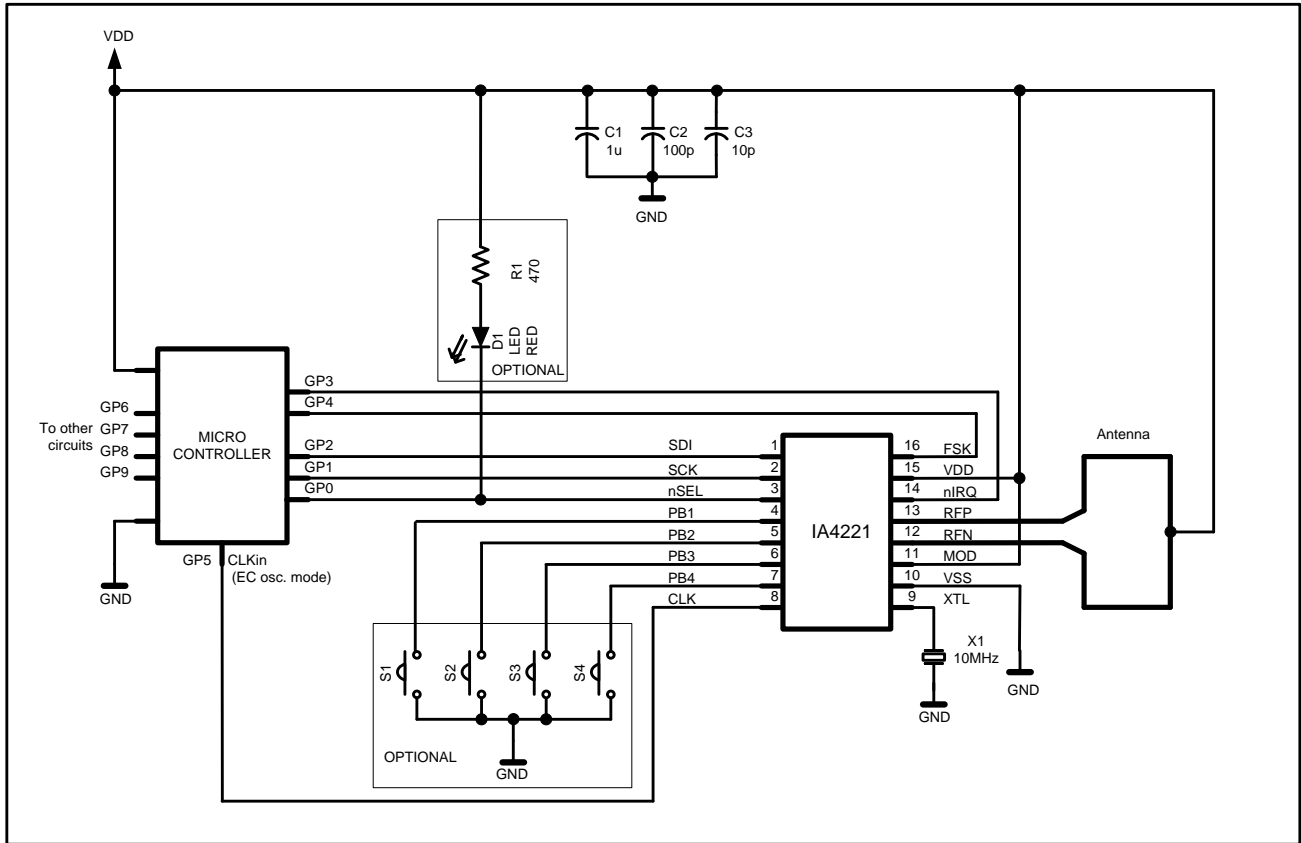 VDD
C1
1u
C2
100p
C3
10p
GND
R1
470
D1
LED
RED
OPTIONAL
GP3
GP4
GP6
To other
circuits
GP7
GP8
GP9
MICRO
CONTROLLER
GP2
GP1
GP0
GP5
CLKin
(EC osc. mode)
GND
SDI
SCK
nSEL
PB1
PB2
PB3
PB4
CLK
1
2
3
4
5
6
7
8
IA4221
16
15
14
13
12
11
10
9
FSK
VDD
nIRQ
RFP
RFN
MOD
VSS
XTL
Antenna
X1
10MHz
GND
GND
S1
S2
S3
S4
OPTIONAL
GND